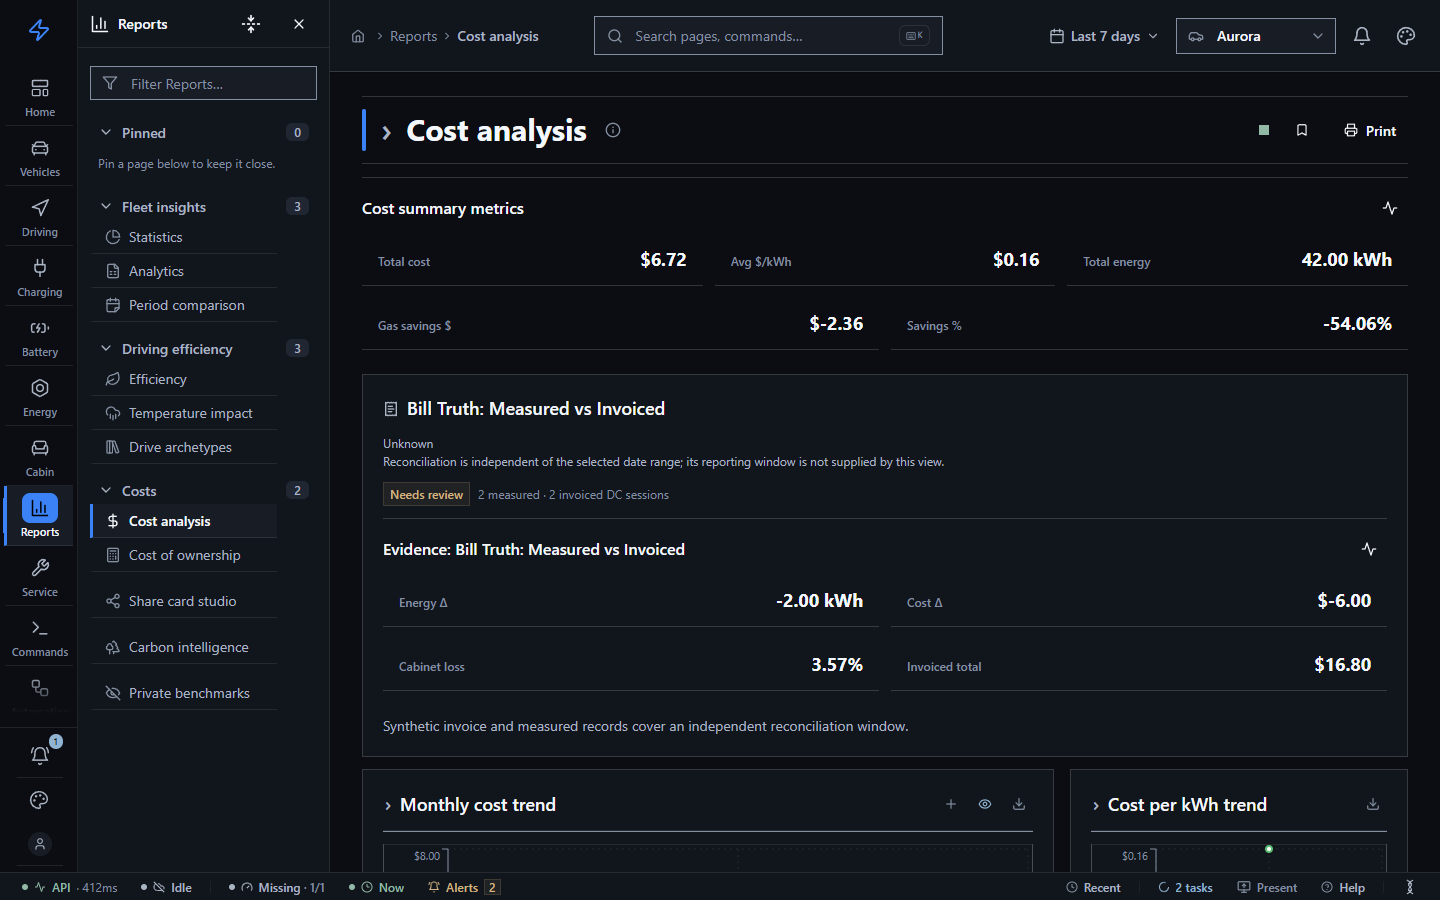 Reports
Reports
Cost analysis
Search pages, commands...
K
Last 7 days
Aurora
Home
Vehicles
Driving
Charging
Battery
Energy
Cabin
Reports
Service
Commands
1
Filter Reports...
Pinned
0
Pin a page below to keep it close.
Fleet insights
3
Statistics
Analytics
Period comparison
Driving efficiency
3
Efficiency
Temperature impact
Drive archetypes
Costs
2
Cost analysis
Cost of ownership
Share card studio
Carbon intelligence
Private benchmarks
Cost analysis
Print
Cost summary metrics
Total cost
$6.72
Avg $/kWh
$0.16
Total energy
42.00 kWh
Gas savings $
$-2.36
Savings %
-54.06%
Bill Truth: Measured vs Invoiced
Unknown
Reconciliation is independent of the selected date range; its reporting window is not supplied by this view.
Needs review
2 measured · 2 invoiced DC sessions
Evidence: Bill Truth: Measured vs Invoiced
Energy Δ
-2.00 kWh
Cost Δ
$-6.00
Cabinet loss
3.57%
Invoiced total
$16.80
Synthetic invoice and measured records cover an independent reconciliation window.
Monthly cost trend
$8.00
Cost per kWh trend
$0.16
API · 412ms
Idle
Missing · 1/1
Now
Alerts 2
Recent
2 tasks
Present
Help